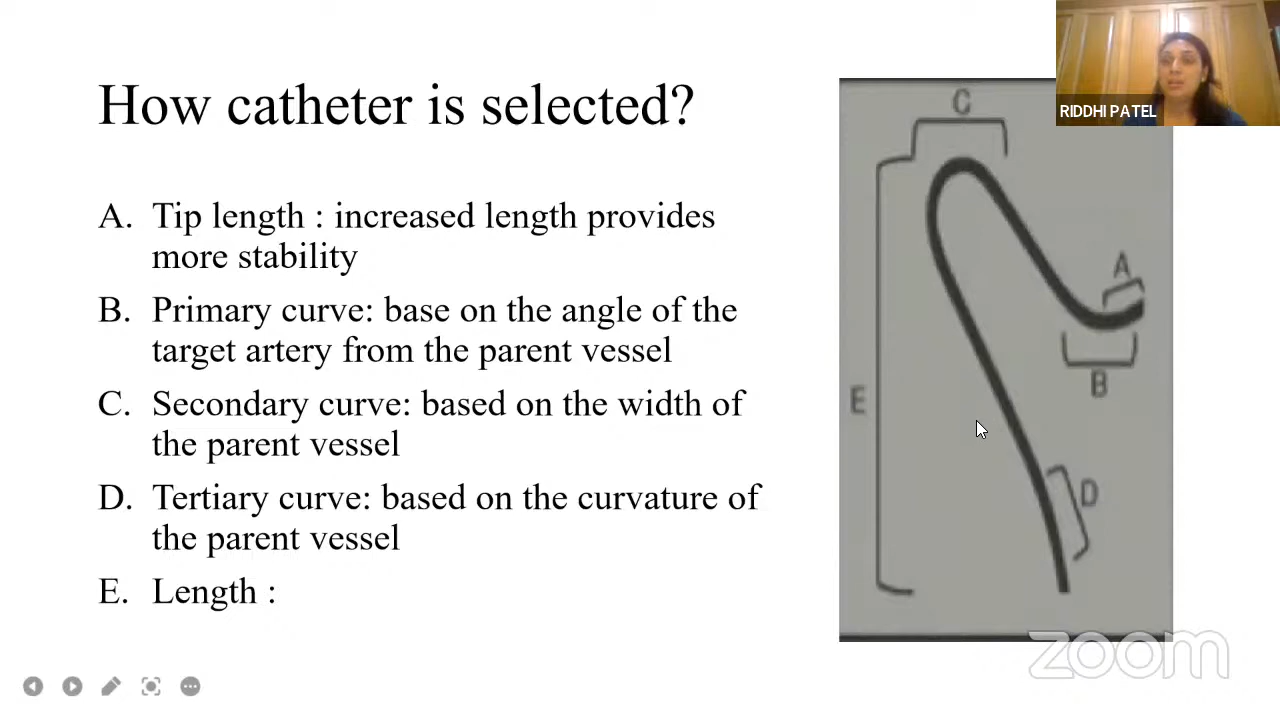 How catheter is selected?
RIDDHI PATEL
A. Tip length : increased length provides
more stability
B. Primary curve: base on the angle of the
target artery from the parent vessel
C. Secondary curve: based on the width of
the parent vessel
D. Tertiary curve: based on the curvature of
the parent vessel
E. Length :
C
A
B
E
D
zoom